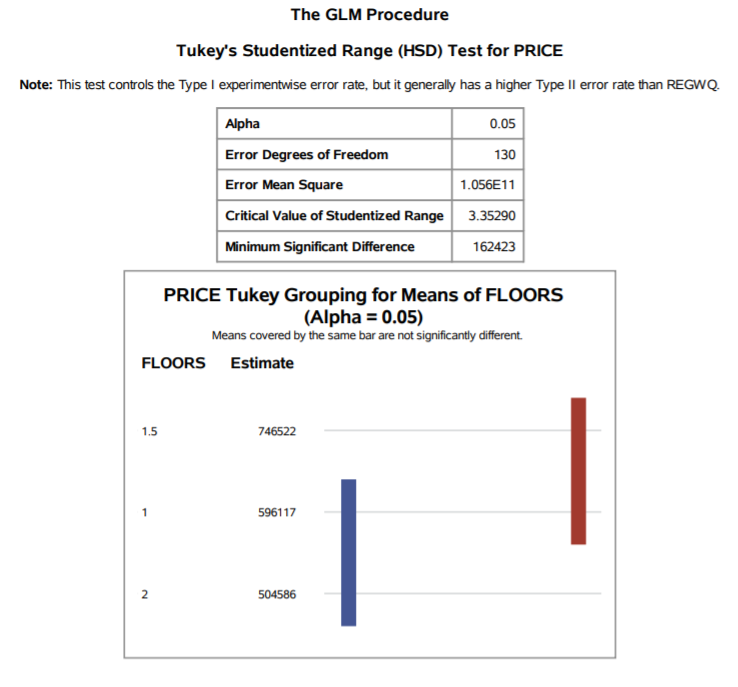 The GLM Procedure
Tukey's Studentized Range (HSD) Test for PRICE
Note: This test controls the Type I experimentwise error rate, but it generally has a higher Type II error rate than REGWQ.
Alpha 0.05
Error Degrees of Freedom 130
Error Mean Square 1.056E11
Critical Value of Studentized Range 3.35290
Minimum Significant Difference 162423
PRICE Tukey Grouping for Means of FLOORS
(Alpha = 0.05)
Means covered by the same bar are not significantly different.
FLOORS Estimate
1.5 746522
1 596117
2 504586